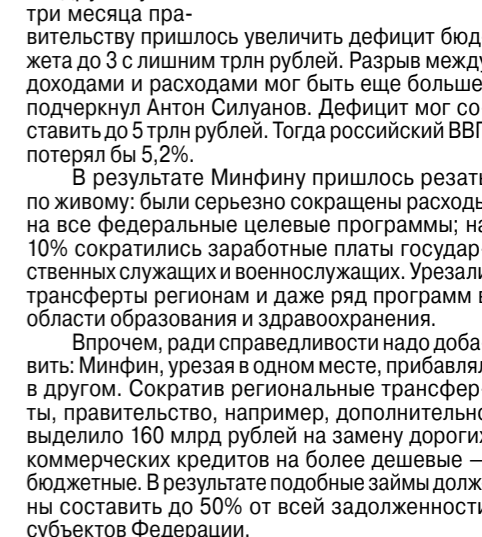 три месяца пра-
вительству пришлось увеличить дефицит бюд
жета до 3 с лишним трлн рублей. Разрыв между
доходами и расходами мог быть еще больше
подчеркнул Антон Силуанов. Дефицит мог со
ставить до 5 трлн рублей. Тогда российский ВВП
потерял бы 5,2%.
В результате Минфину пришлось резать
по живому: были серьезно сокращены расходы
на все федеральные целевые программы; на
10% сократились заработные платы государ
ственных служащих и военнослужащих. Урезали
трансферты регионам и даже ряд программ в
области образования и здравоохранения.
Впрочем, ради справедливости надо доба
вить: Минфин, урезая в одном месте, прибавлял
в другом. Сократив региональные трансфер
ты, правительство, например, дополнительно
выделило 160 млрд рублей на замену дорогих
коммерческих кредитов на более дешевые —
бюджетные. В результате подобные займы долж
ны составить до 50% от всей задолженности
субъектов Федерации.